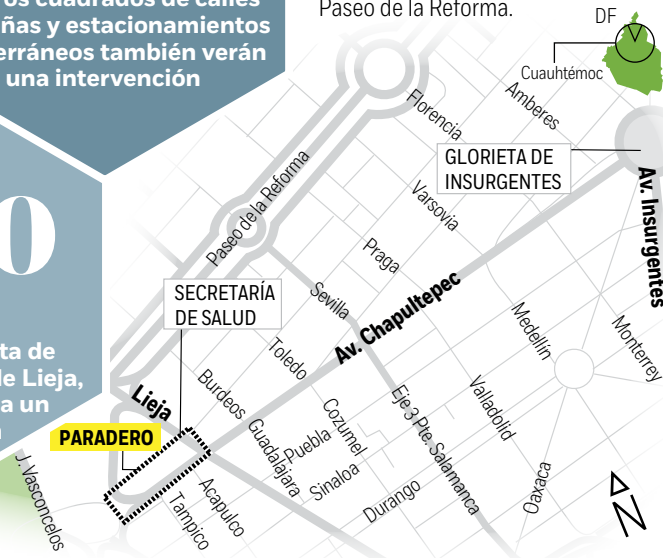 os cuadrados de calles
ñas y estacionamientos
erráneos también verán
una intervención
Paseo de la Reforma.
DF
Cuauhtémoc
Amberes
Florencia
GLORIETA DE
INSURGENTES
Av. Insurgentes
Paseo de la Reforma
Varsovia
Praga
0
SECRETARÍA
DE SALUD
Sevilla
Av. Chapultepec
Medellín
Monterrey
Toledo
ta de
de Lieja,
a un
Lieja
Burdeos
Guadalajara
Puebla
Cozumel
Sinaloa
Durango
Eje 3 Pte. Salamanca
Valladolid
Oaxaca
PARADERO
J. Vasconcelos
Tampico
Acapulco
N